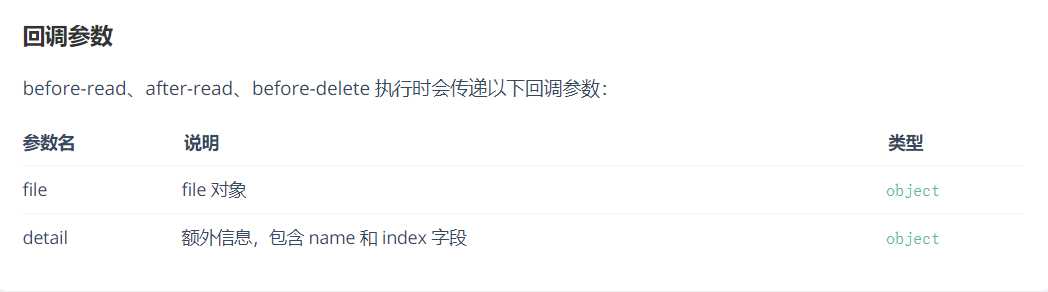 回调参数
before-read、after-read、before-delete 执行时会传递以下回调参数：
参数名 说明 类型
file file 对象 object
detail 额外信息，包含 name 和 index 字段 object